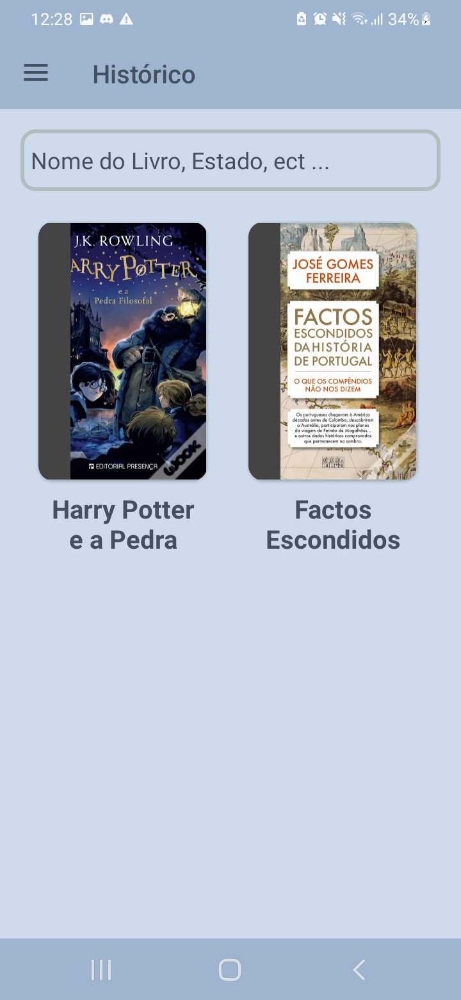 12:28
34%
Histórico
Nome do Livro, Estado, ect ...
J.K. ROWLING
ARRY POTTER
e a
Pedra Filosofal
EDITORIAL PRESENÇA
WOOK
Harry Potter
e a Pedra
JOSÉ GOMES
FERREIRA
FACTOS
ESCONDIDOS
DA HISTÓRIA
DE PORTUGAL
O QUE OS COMPÊNDIOS
NÃO NOS DIZEM
Os portugueses chegaram à América
décadas antes de Colombo, descobriram
a Austrália, participaram nos planos
da viagem de Fernão de Magalhães...
e outros dados históricos comprovados
que permanecem na sombra.
OFICINA
DO LIVRO
Factos
Escondidos